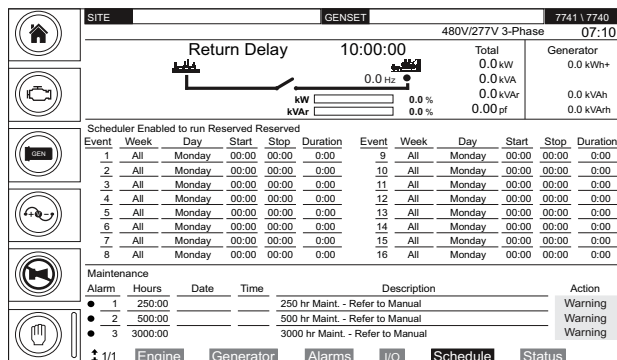 SITE GENSET 7741 \ 7740
480V/277V 3-Phase 07:10
Return Delay 10:00:00 Total Generator
0.0 kW 0.0 kWh+
0.0 Hz 0.0 kVA
kW 0.0 % 0.0 kVAr 0.0 kVAh
kVAr 0.0 % 0.00 pf 0.0 kVArh
Scheduler Enabled to run Reserved Reserved
Event Week Day Start Stop Duration Event Week Day Start Stop Duration
1 All Monday 00:00 00:00 0:00 9 All Monday 00:00 00:00 0:00
2 All Monday 00:00 00:00 0:00 10 All Monday 00:00 00:00 0:00
GEN
3 All Monday 00:00 00:00 0:00 11 All Monday 00:00 00:00 0:00
4 All Monday 00:00 00:00 0:00 12 All Monday 00:00 00:00 0:00
5 All Monday 00:00 00:00 0:00 13 All Monday 00:00 00:00 0:00
6 All Monday 00:00 00:00 0:00 14 All Monday 00:00 00:00 0:00
7 All Monday 00:00 00:00 0:00 15 All Monday 00:00 00:00 0:00
8 All Monday 00:00 00:00 0:00 16 All Monday 00:00 00:00 0:00
Maintenance
Alarm Hours Date Time Description Action
1 250:00 250 hr Maint. - Refer to Manual Warning
2 500:00 500 hr Maint. - Refer to Manual Warning
3 3000:00 3000 hr Maint. - Refer to Manual Warning
1/1 Engine Generator Alarms I/O Schedule Status